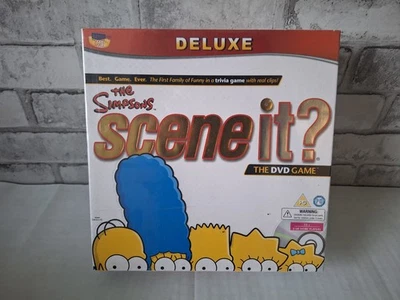 DELUXE
Best. Game. Ever. The First Family of Funny in a trivia game with real clips!
THE
Simpsons
scene it?
THE DVD GAME
WARNING: